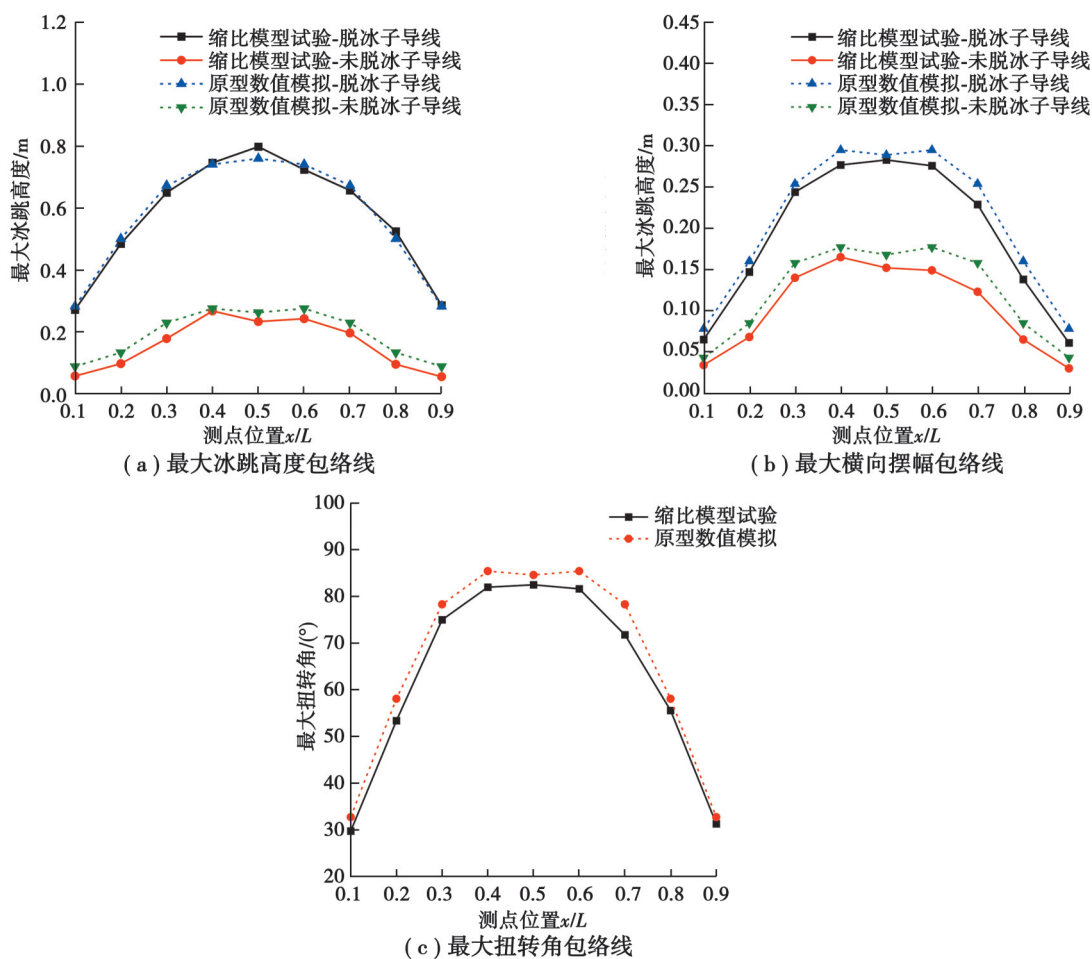 1.2
1.0
0.8
0.6
0.4
0.2
0.0
最大冰跳高度/m
缩比模型试验-脱冰子导线
缩比模型试验-未脱冰子导线
原型数值模拟-脱冰子导线
原型数值模拟-未脱冰子导线
0.1 0.2 0.3 0.4 0.5 0.6 0.7 0.8 0.9
测点位置x/L
(a)最大冰跳高度包络线
0.45
0.40
0.35
0.30
0.25
0.20
0.15
0.10
0.05
0.00
最大冰跳高度/m
缩比模型试验-脱冰子导线
缩比模型试验-未脱冰子导线
原型数值模拟-脱冰子导线
原型数值模拟-未脱冰子导线
0.1 0.2 0.3 0.4 0.5 0.6 0.7 0.8 0.9
测点位置x/L
(b)最大横向摆幅包络线
100
90
80
70
60
50
40
30
20
最大扭转角/(°)
缩比模型试验
原型数值模拟
0.1 0.2 0.3 0.4 0.5 0.6 0.7 0.8 0.9
测点位置x/L
(c)最大扭转角包络线